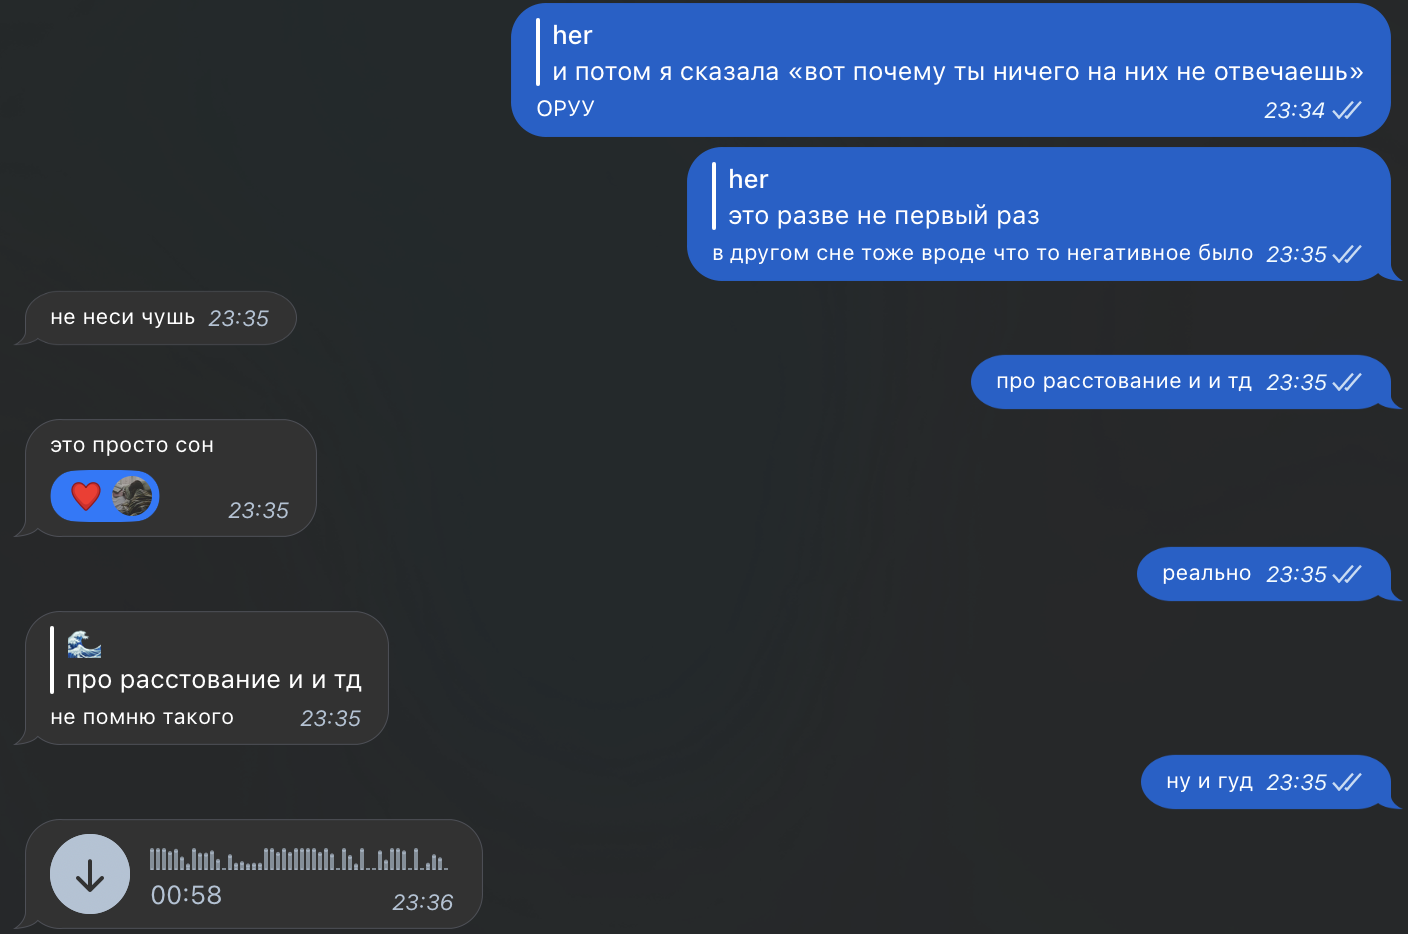 her
и потом я сказала «вот почему ты ничего на них не отвечаешь»
ОРУУ 23:34
her
это разве не первый раз
в другом сне тоже вроде что то негативное было 23:35
не неси чушь 23:35
про расстование и и тд 23:35
это просто сон
23:35
реально 23:35
про расстование и и тд
не помню такого 23:35
ну и гуд 23:35
00:58
23:36